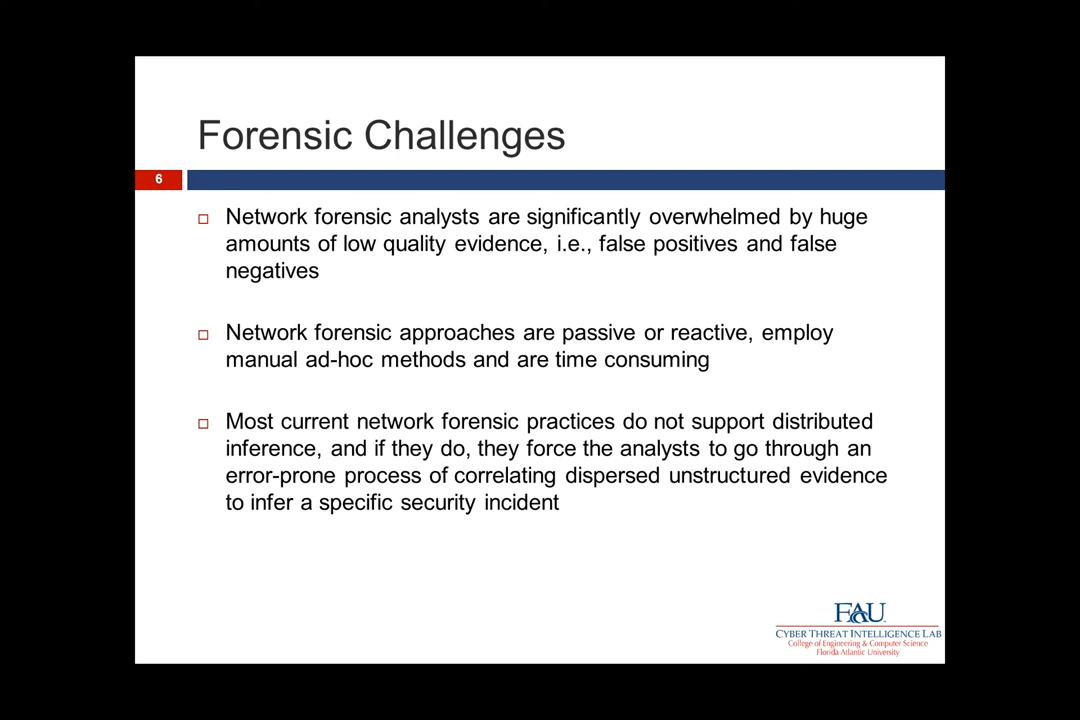 Forensic Challenges
6
Network forensic analysts are significantly overwhelmed by huge
amounts of low quality evidence, i.e., false positives and false
negatives
Network forensic approaches are passive or reactive, employ
manual ad-hoc methods and are time consuming
Most current network forensic practices do not support distributed
inference, and if they do, they force the analysts to go through an
error-prone process of correlating dispersed unstructured evidence
to infer a specific security incident
FAU
CYBER THREAT INTELLIGENCE LAB
College of Engineering & Computer Science
Florida Atlantic University